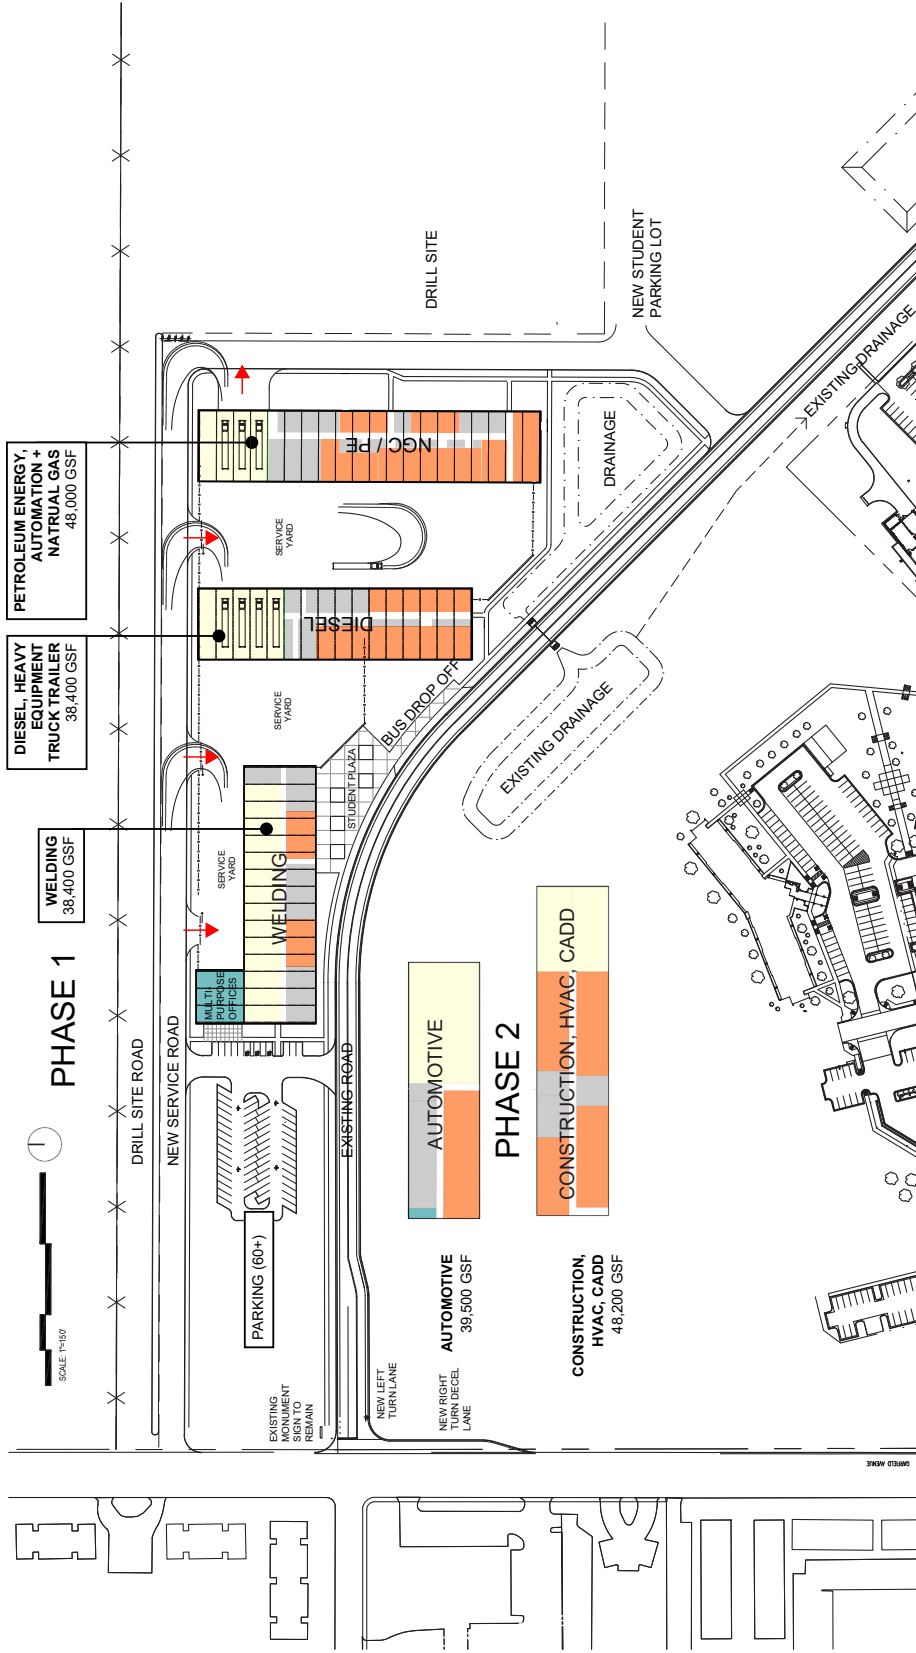 PHASE 1
WELDING
38,400 GSF
DIESEL, HEAVY
EQUIPMENT
TRUCK TRAILER
38,400 GSF
PETROLEUM ENERGY,
AUTOMATION +
NATRUAL GAS
48,000 GSF
SCALE: 1"=150'
DRILL SITE ROAD
NEW SERVICE ROAD
MULTI-
PURPOSE
OFFICES
SERVICE
YARD
WELDING
SERVICE
YARD
DIESEL
SERVICE
YARD
NGC / PE
DRILL SITE
NEW STUDENT
PARKING LOT
DRAINAGE
EXISTING DRAINAGE
STUDENT PLAZA
BUS DROP OFF
EXISTING DRAINAGE
PARKING (60+)
EXISTING ROAD
EXISTING
MONUMENT
SIGN TO
REMAIN
NEW LEFT
TURN LANE
NEW RIGHT
TURN DECEL
LANE
AUTOMOTIVE
39,500 GSF
AUTOMOTIVE
PHASE 2
CONSTRUCTION,
HVAC, CADD
48,200 GSF
CONSTRUCTION, HVAC, CADD
GARFIELD AVENUE